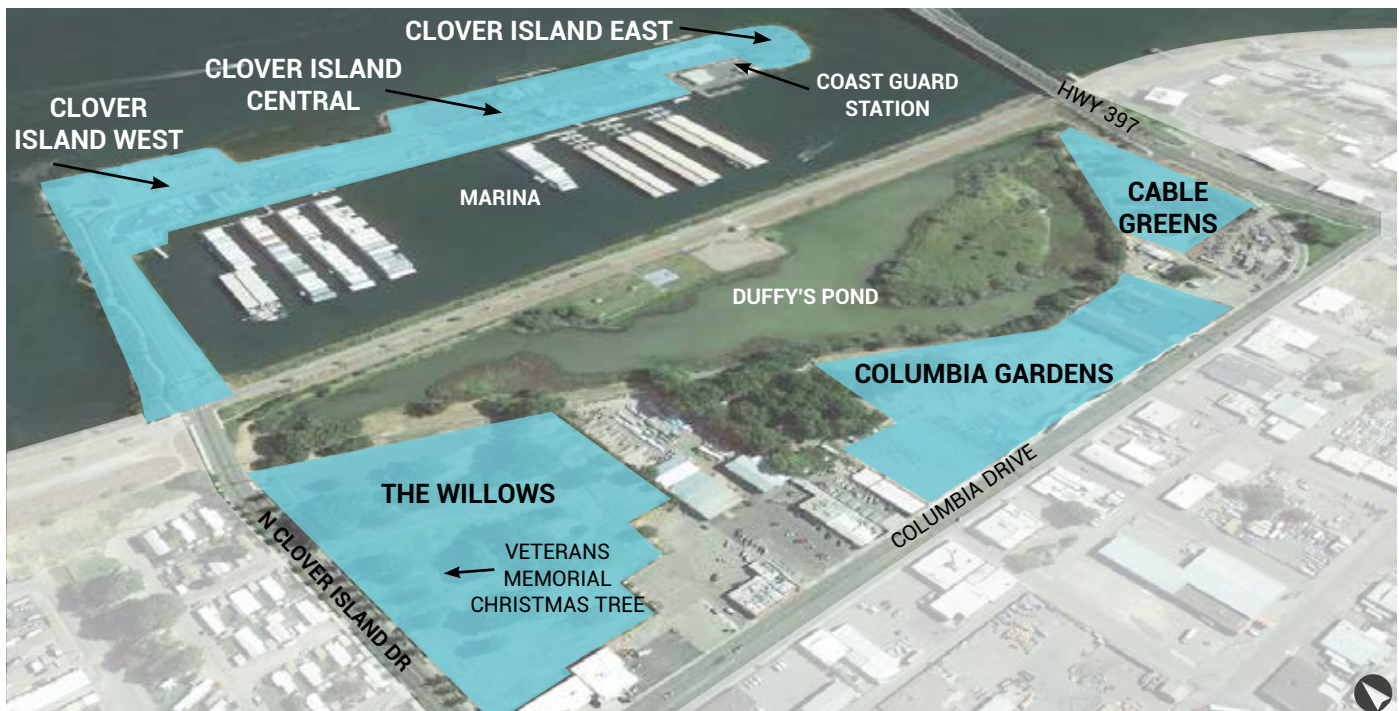 CLOVER ISLAND EAST
CLOVER ISLAND
CENTRAL
COAST GUARD
STATION
CLOVER
ISLAND WEST
HWY 397
MARINA
CABLE
GREENS
DUFFY'S POND
COLUMBIA GARDENS
THE WILLOWS
COLUMBIA DRIVE
N CLOVER ISLAND DR
VETERANS
MEMORIAL
CHRISTMAS TREE